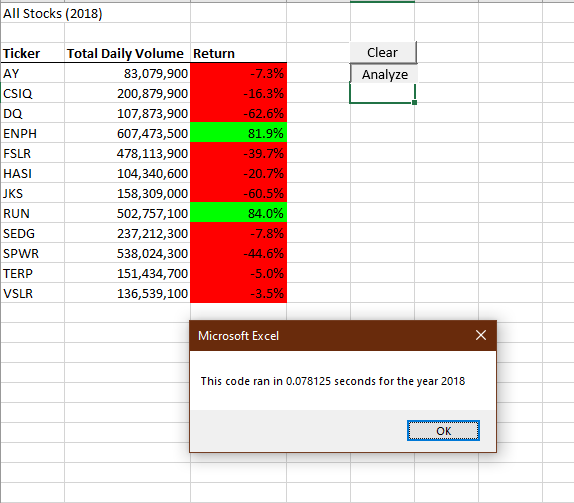 All Stocks (2018)
Ticker Total Daily Volume Return
AY 83,079,900 -7.3%
CSIQ 200,879,900 -16.3%
DQ 107,873,900 -62.6%
ENPH 607,473,500 81.9%
FSLR 478,113,900 -39.7%
HASI 104,340,600 -20.7%
JKS 158,309,000 -60.5%
RUN 502,757,100 84.0%
SEDG 237,212,300 -7.8%
SPWR 538,024,300 -44.6%
TERP 151,434,700 -5.0%
VSLR 136,539,100 -3.5%
Clear
Analyze
Microsoft Excel
This code ran in 0.078125 seconds for the year 2018
OK